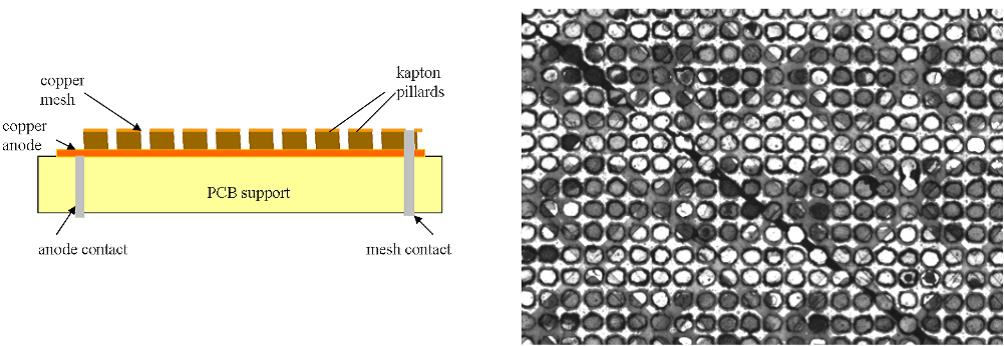 copper
mesh
kapton
pillards
copper
anode
PCB support
anode contact
mesh contact